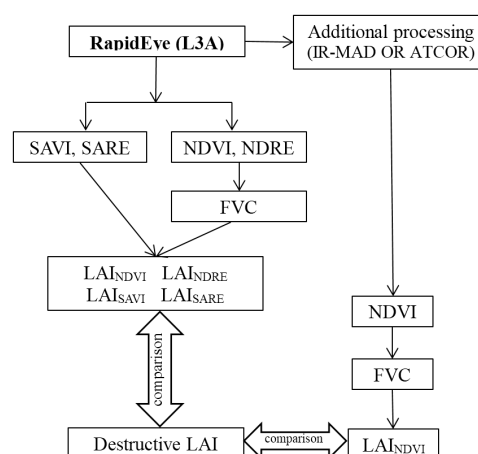 RapidEye (L3A)
Additional processing
(IR-MAD OR ATCOR)
SAVI, SARE
NDVI, NDRE
FVC
LAINDVI LAINDRE
LAISAVI LAISARE
NDVI
comparison
FVC
Destructive LAI
comparison
LAINDVI